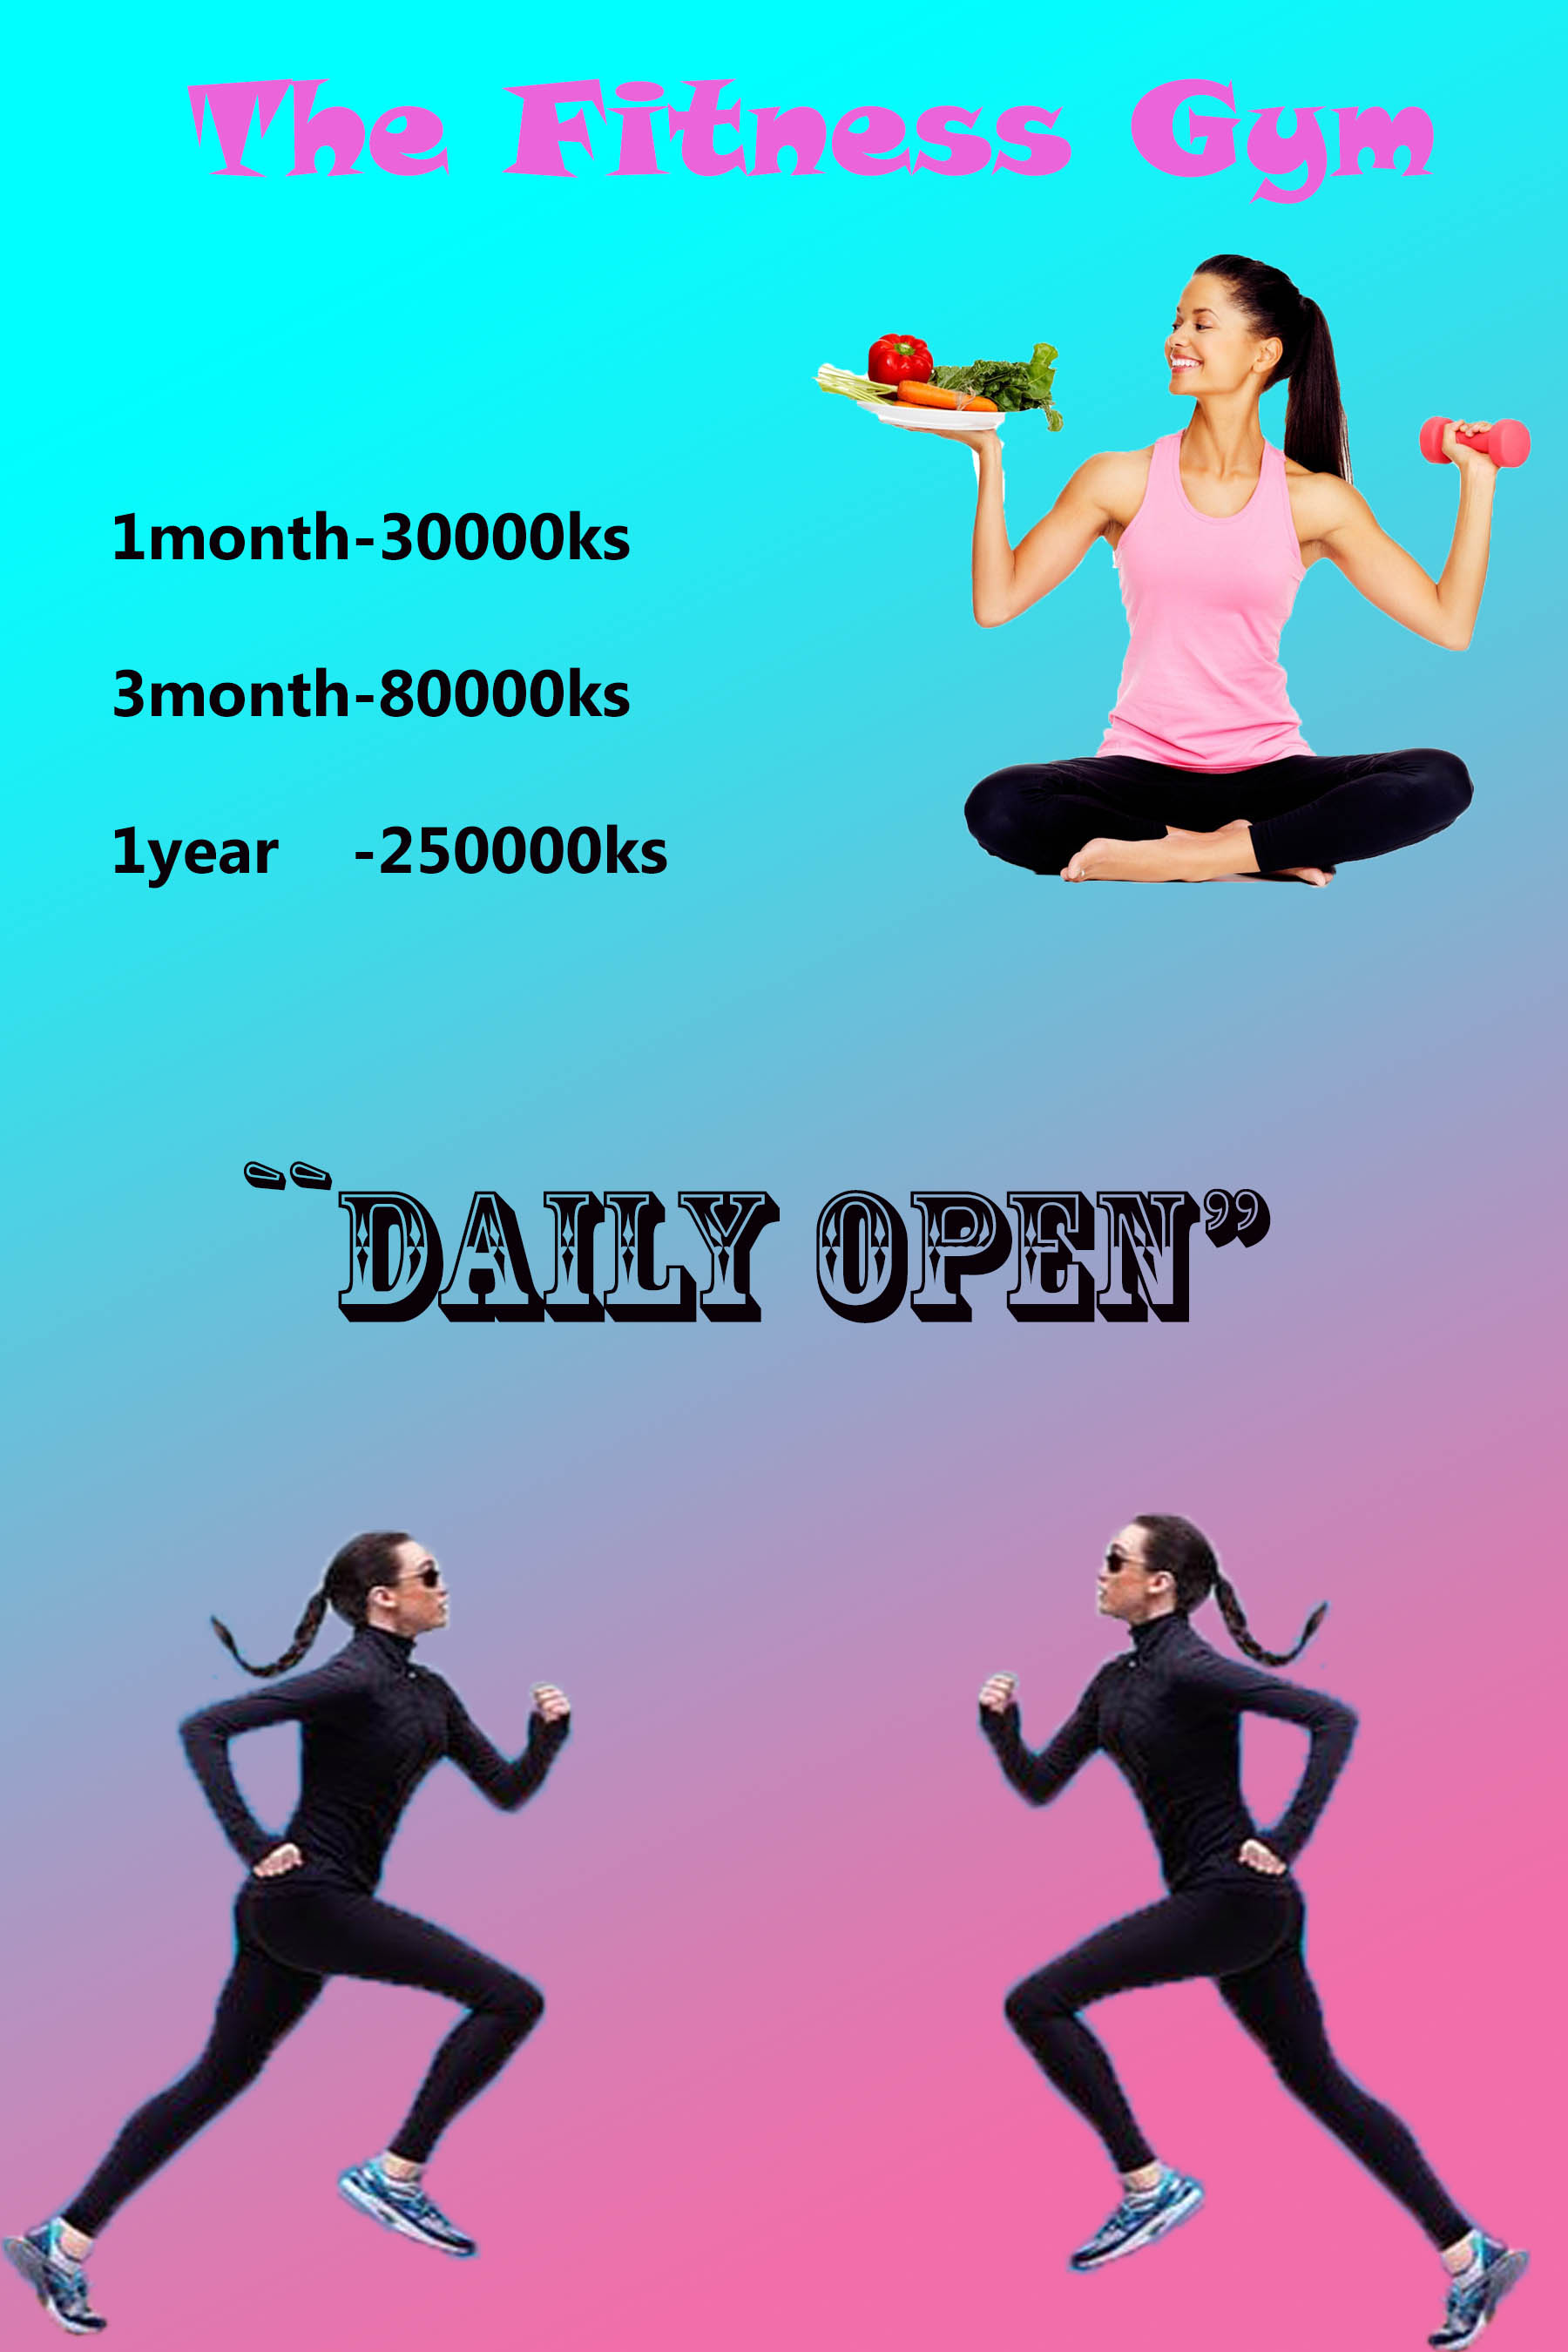 The Fitness Gym
1month-30000ks
3month-80000ks
1year -250000ks
``DAILY OPEN”